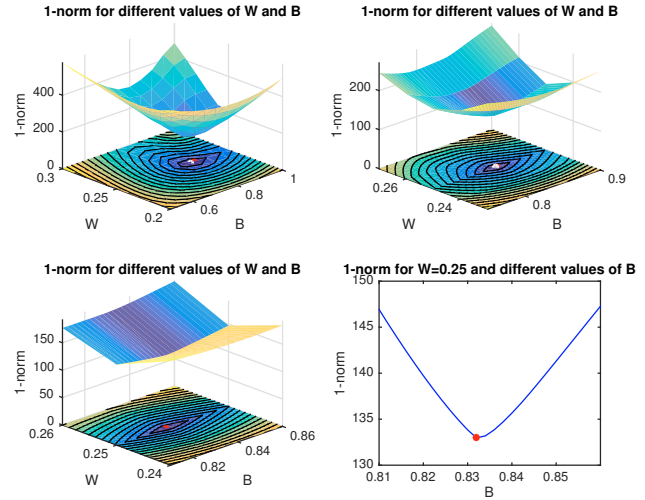 1-norm for different values of W and B
400
200
0
1-norm
0.3
0.25
0.2
W
0.6
0.8
1
B
1-norm for different values of W and B
200
100
0
1-norm
0.26
0.24
W
0.8
0.9
B
1-norm for different values of W and B
150
100
50
0
1-norm
0.26
0.25
0.24
W
0.82
0.84
0.86
B
1-norm for W=0.25 and different values of B
150
145
140
135
130
1-norm
0.81 0.82 0.83 0.84 0.85
B